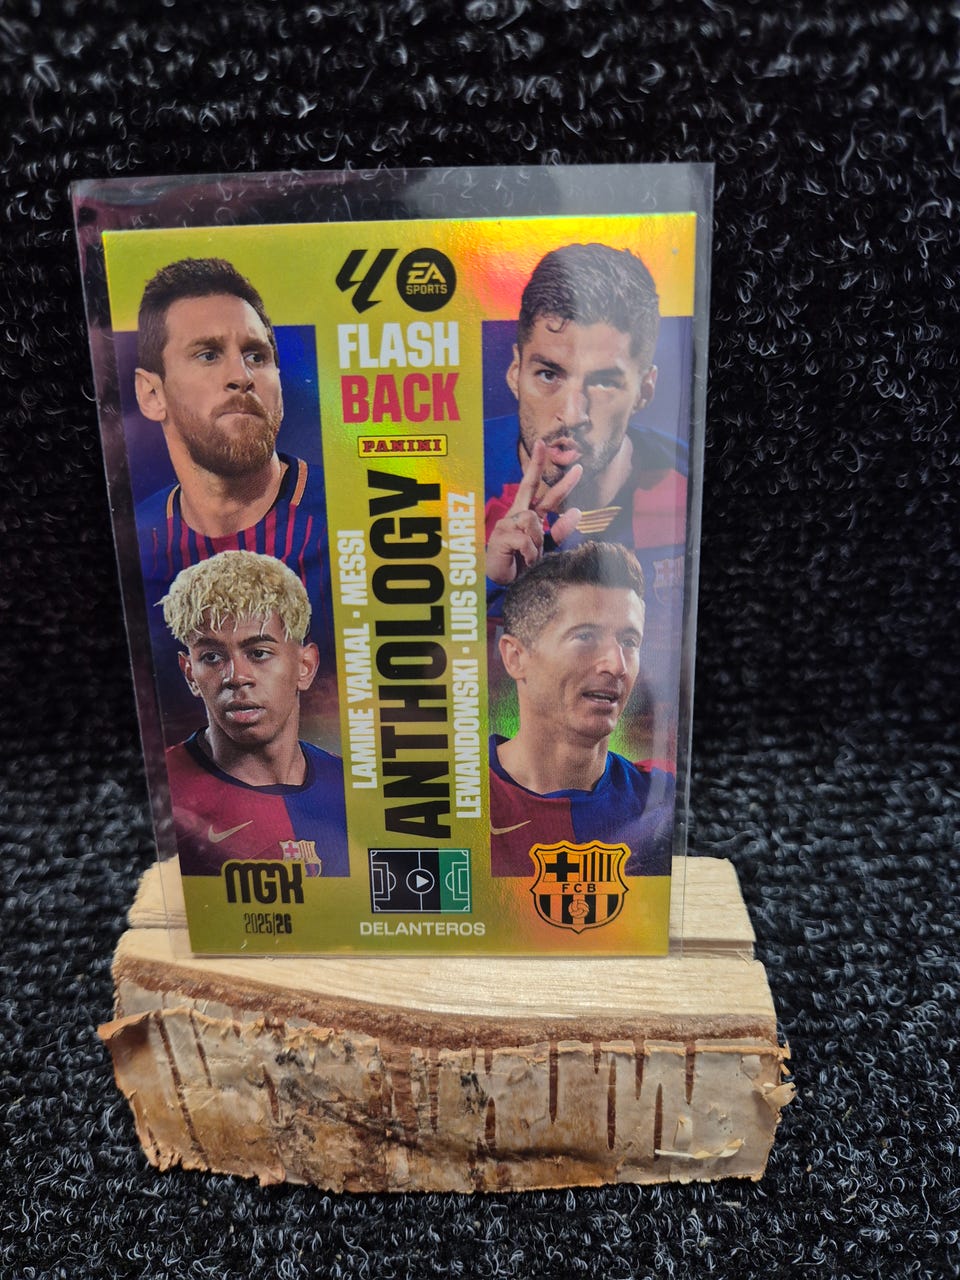 EA
SPORTS
FLASH
BACK
PANINI
LAMINE YAMAL · MESSI
ANTHOLOGY
LEWANDOWSKI · LUIS SUÁREZ
MGK
2025|26
DELANTEROS
FCB